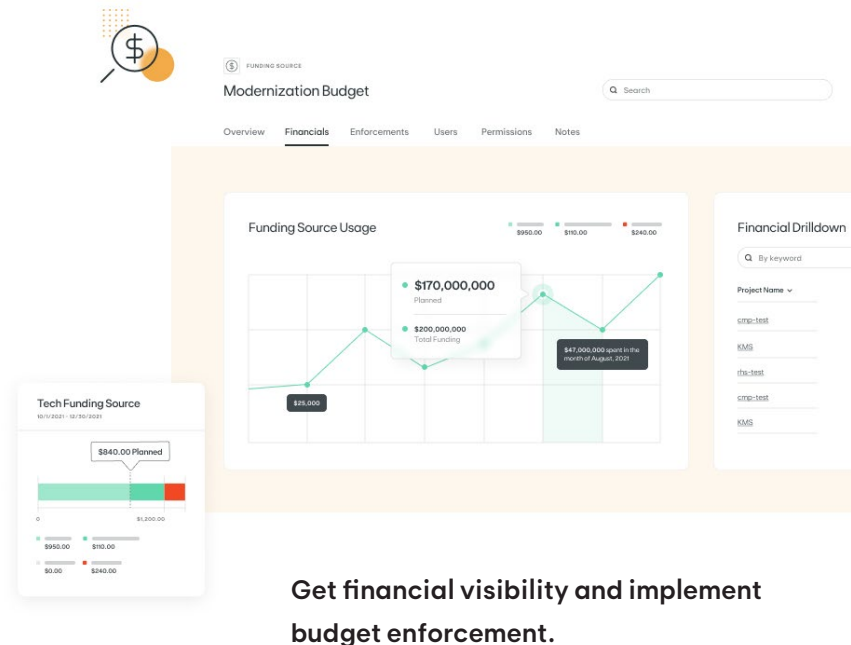 $
$
FUNDING SOURCE
Modernization Budget
Search
Overview Financials Enforcements Users Permissions Notes
Funding Source Usage
$950.00 $110.00 $240.00
$170,000,000
Planned
$200,000,000
Total Funding
$47,000,000 spent in the
month of August, 2021
$25,000
Financial Drilldown
By keyword
Project Name
cmp-test
KMS
rhs-test
cmp-test
KMS
Tech Funding Source
10/1/2021 - 12/30/2021
$840.00 Planned
0 $1,200.00
$950.00 $110.00
$0.00 $240.00
Get financial visibility and implement
budget enforcement.